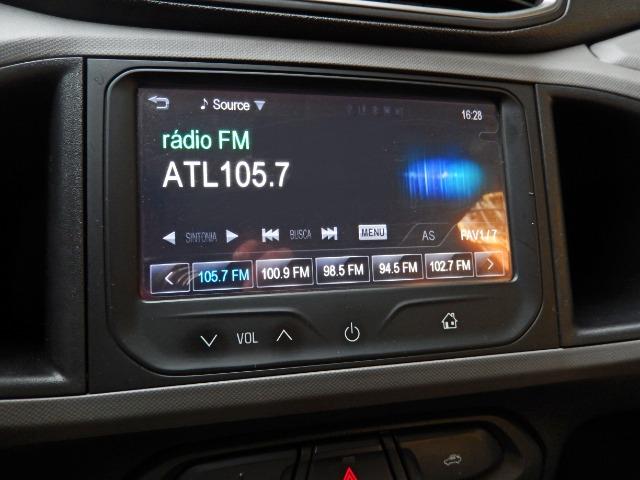 Source
16:28
rádio FM
ATL105.7
SINTONIA
BUSCA
MENU
AS
FAV1/7
105.7 FM
100.9 FM
98.5 FM
94.5 FM
102.7 FM
VOL